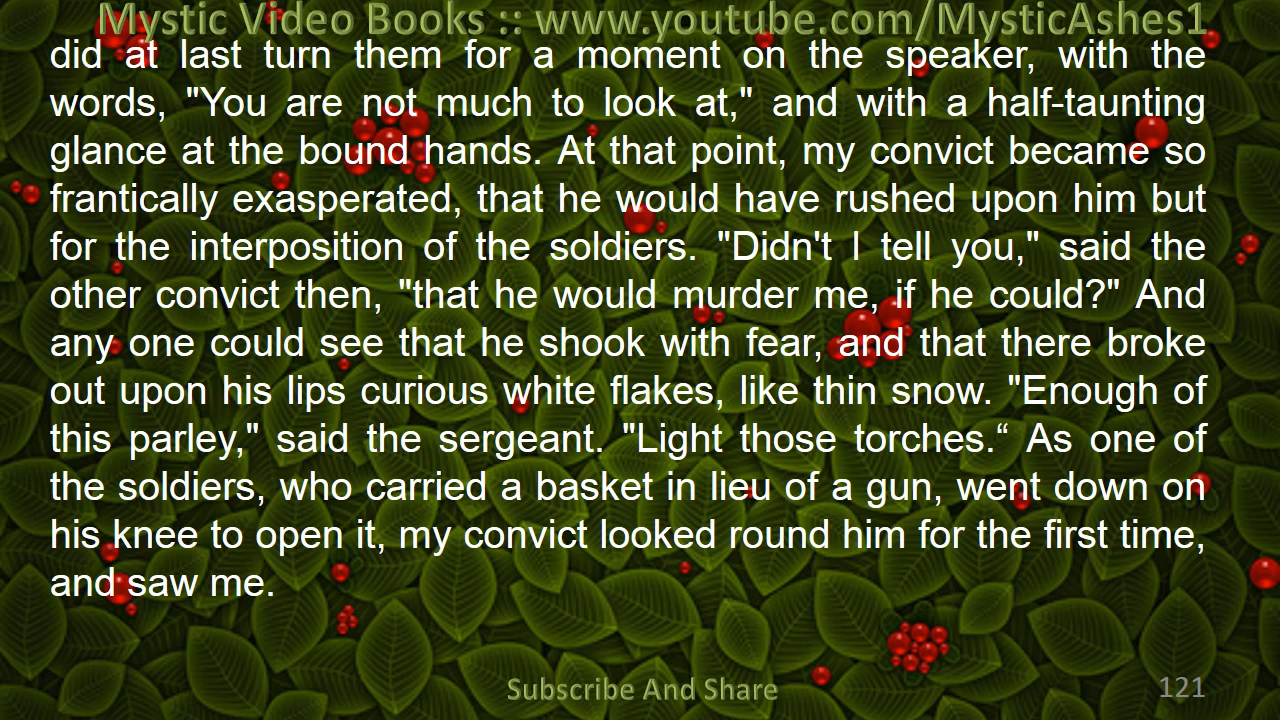 Mystic Video Books :: www.youtube.com/MysticAshes1
did at last turn them for a moment on the speaker, with the
words, "You are not much to look at," and with a half-taunting
glance at the bound hands. At that point, my convict became so
frantically exasperated, that he would have rushed upon him but
for the interposition of the soldiers. "Didn't I tell you," said the
other convict then, "that he would murder me, if he could?" And
any one could see that he shook with fear, and that there broke
out upon his lips curious white flakes, like thin snow. "Enough of
this parley," said the sergeant. "Light those torches.“ As one of
the soldiers, who carried a basket in lieu of a gun, went down on
his knee to open it, my convict looked round him for the first time,
and saw me.
Subscribe And Share
121